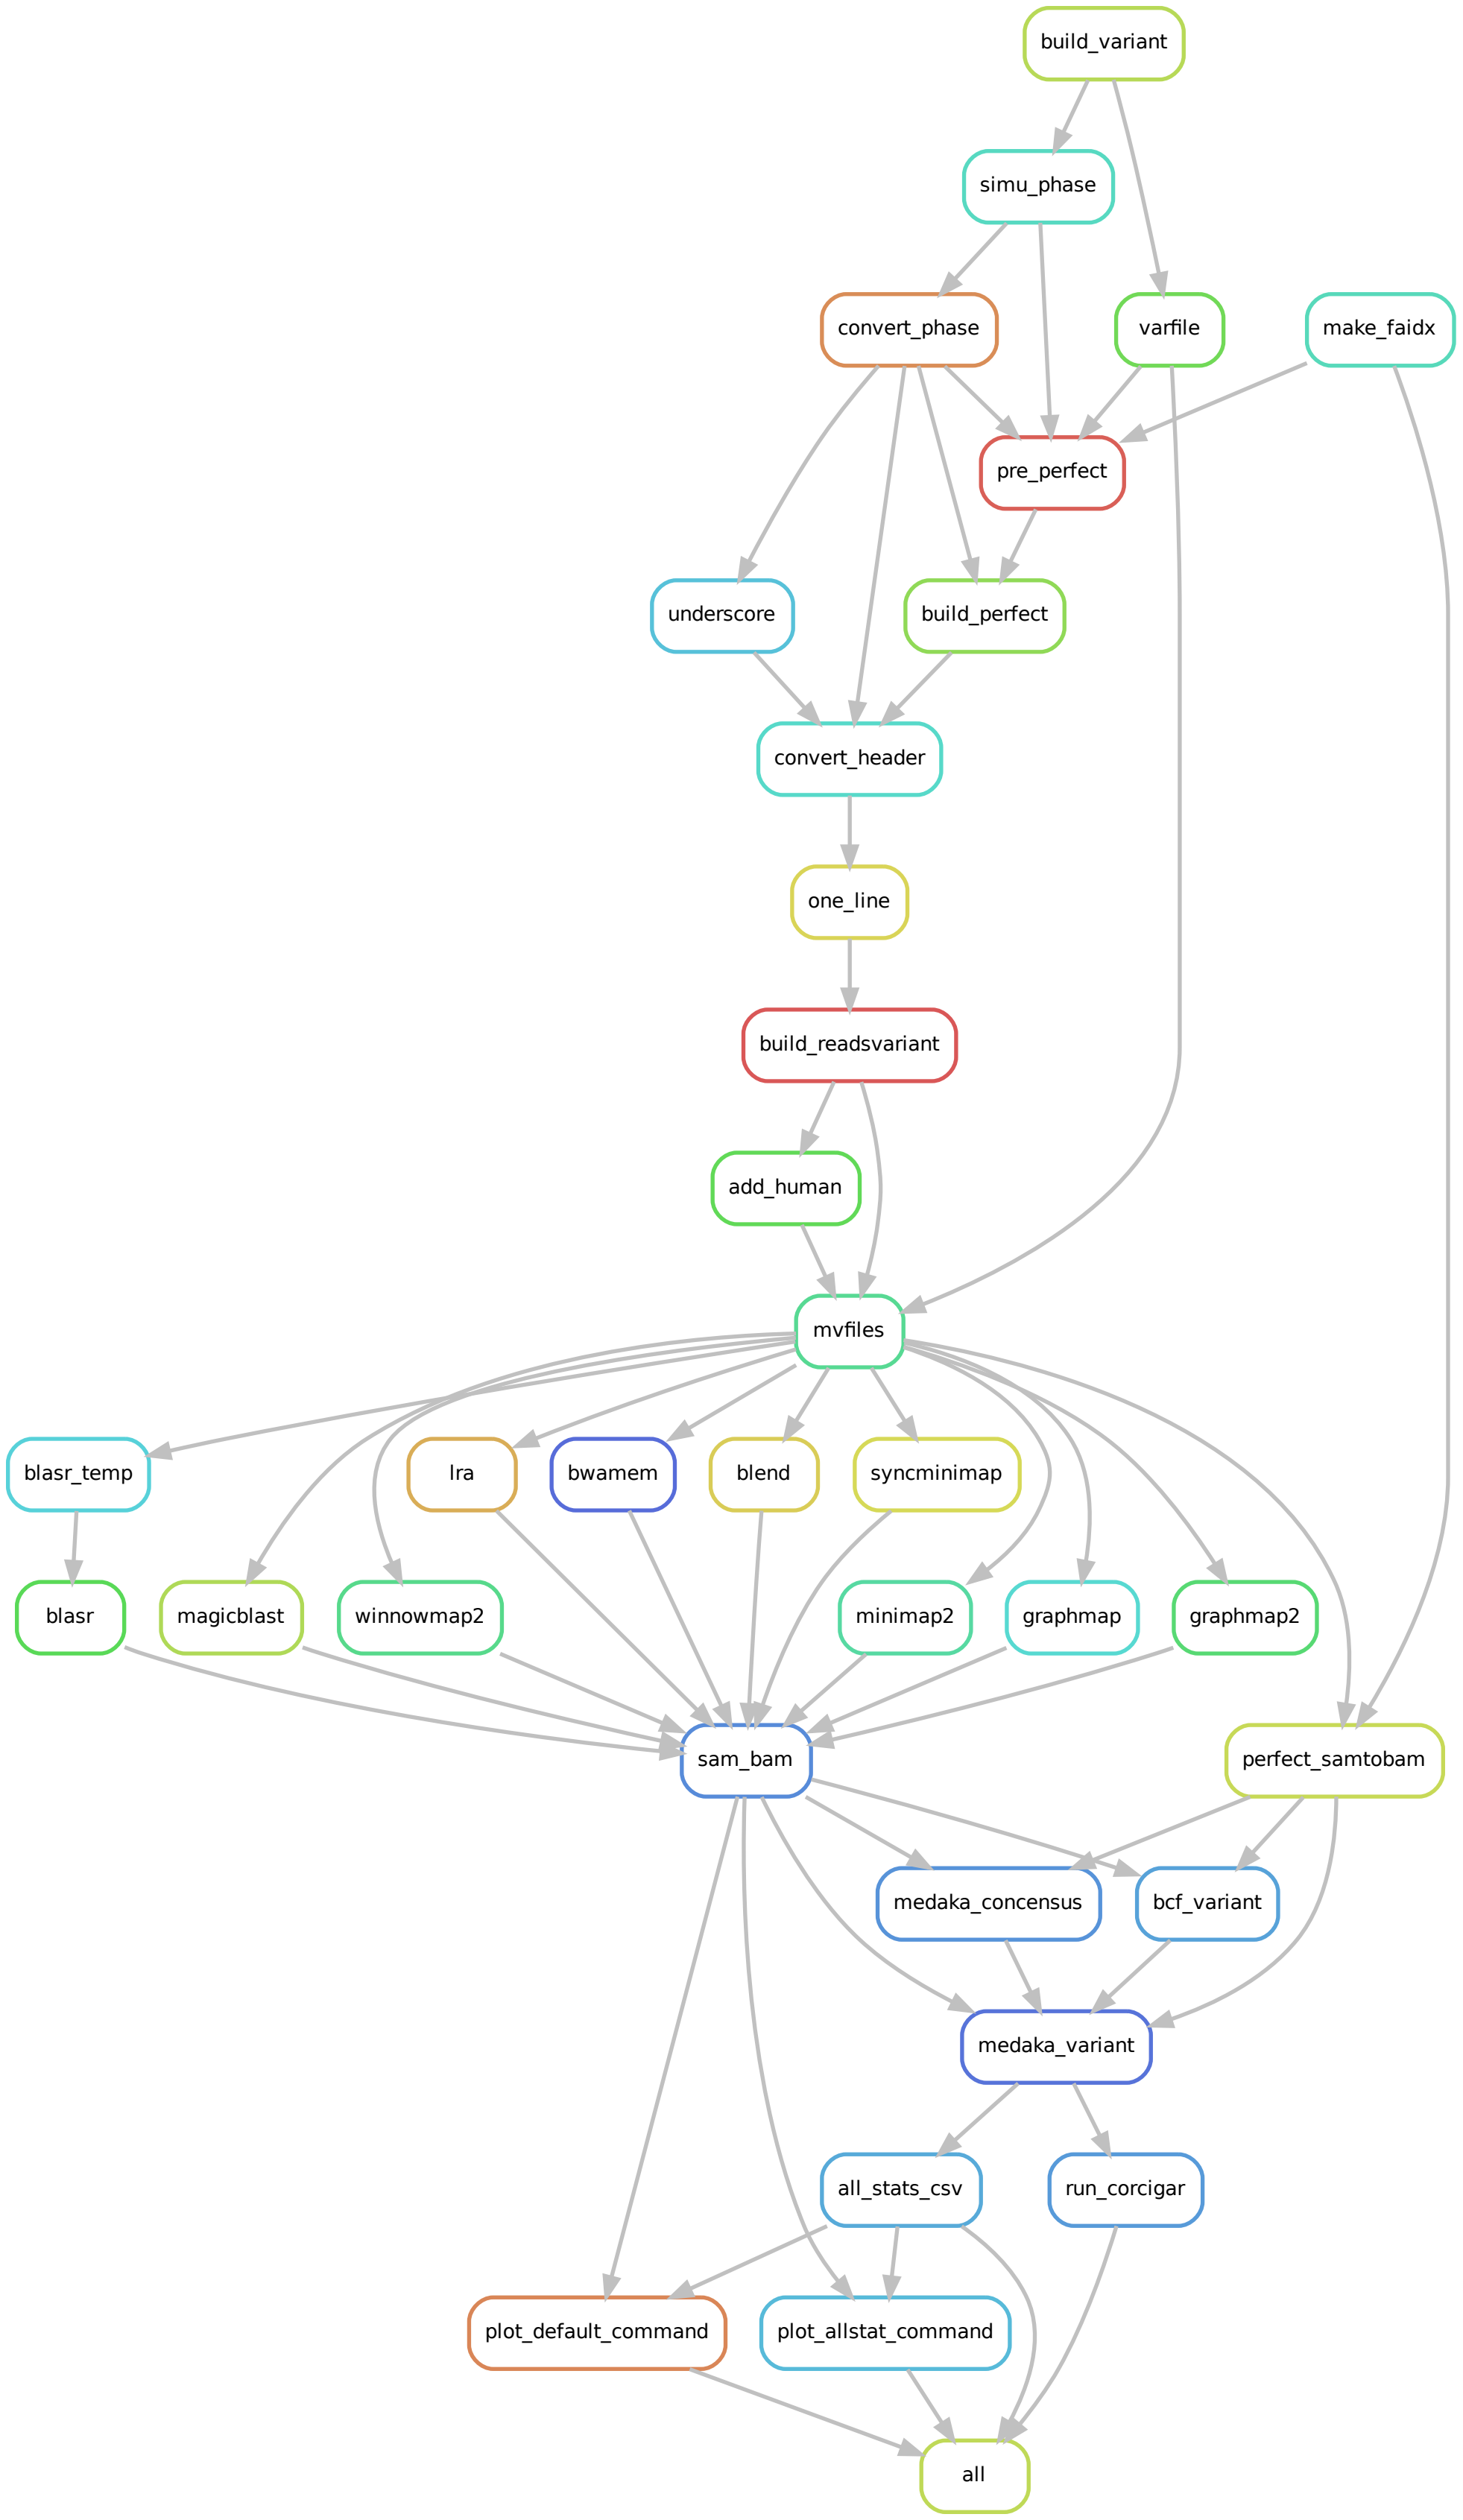 build_variant
simu_phase
convert_phase
varfile
make_faidx
pre_perfect
underscore
build_perfect
convert_header
one_line
build_readsvariant
add_human
mvfiles
blasr_temp
lra
bwamem
blend
syncminimap
blasr
magicblast
winnowmap2
minimap2
graphmap
graphmap2
sam_bam
perfect_samtobam
medaka_concensus
bcf_variant
medaka_variant
all_stats_csv
run_corcigar
plot_default_command
plot_allstat_command
all